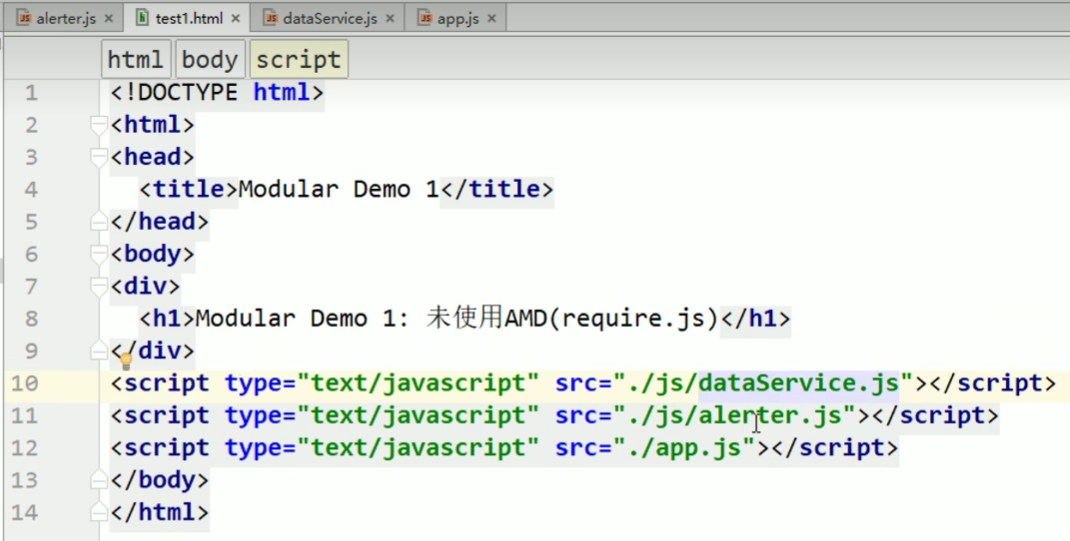 alerter.js × test1.html × dataService.js × app.js ×
html body script
1 <!DOCTYPE html>
2 <html>
3 <head>
4 <title>Modular Demo 1</title>
5 </head>
6 <body>
7 <div>
8 <h1>Modular Demo 1: 未使用AMD(require.js)</h1>
9 </div>
10 <script type="text/javascript" src="./js/dataService.js"></script>
11 <script type="text/javascript" src="./js/alerter.js"></script>
12 <script type="text/javascript" src="./app.js"></script>
13 </body>
14 </html>